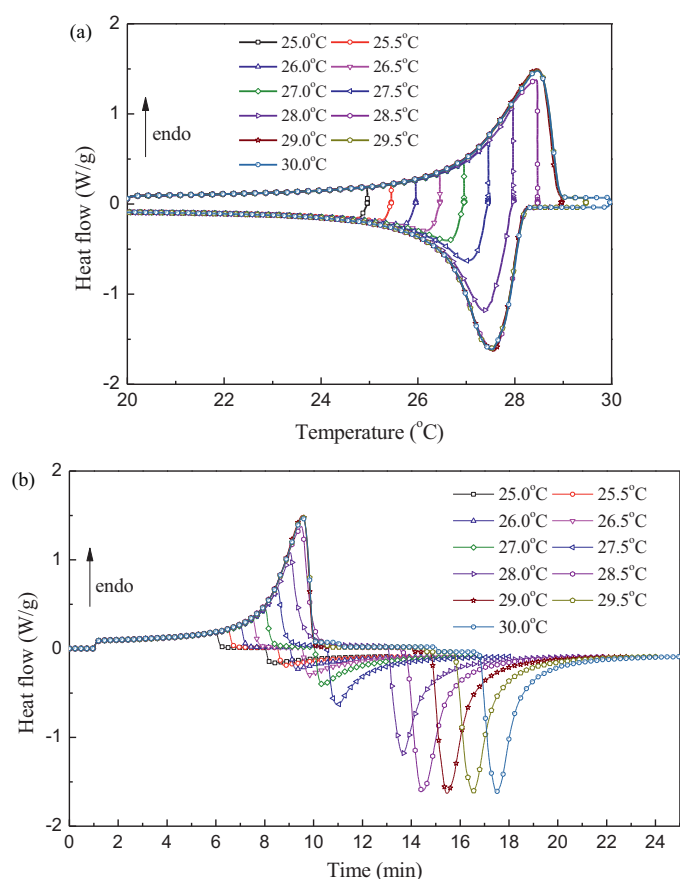 (a)
25.0°C 25.5°C
26.0°C 26.5°C
27.0°C 27.5°C
28.0°C 28.5°C
29.0°C 29.5°C
30.0°C
endo
Heat flow (W/g)
2
1
0
-1
-2
20 22 24 26 28 30
Temperature (°C)
(b)
25.0°C 25.5°C
26.0°C 26.5°C
27.0°C 27.5°C
28.0°C 28.5°C
29.0°C 29.5°C
30.0°C
endo
Heat flow (W/g)
2
1
0
-1
-2
0 2 4 6 8 10 12 14 16 18 20 22 24
Time (min)